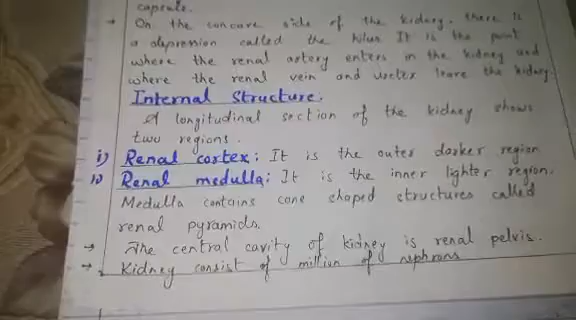 capsule.
→ On the concave side of the kidney, there is
a depression called the hilus It is the point
where the renal artery enters in the kidney and
where the renal vein and ureter leave the kidney.
Internal Structure.
A longitudinal section of the kidney shows
two regions.
i) Renal cortex: It is the outer darker region
ii) Renal medulla: It is the inner lighter region.
Medulla contains cone shaped structures called
renal pyramids.
→ The central cavity of kidney is renal pelvis.
→ Kidney consist of million of nephrons